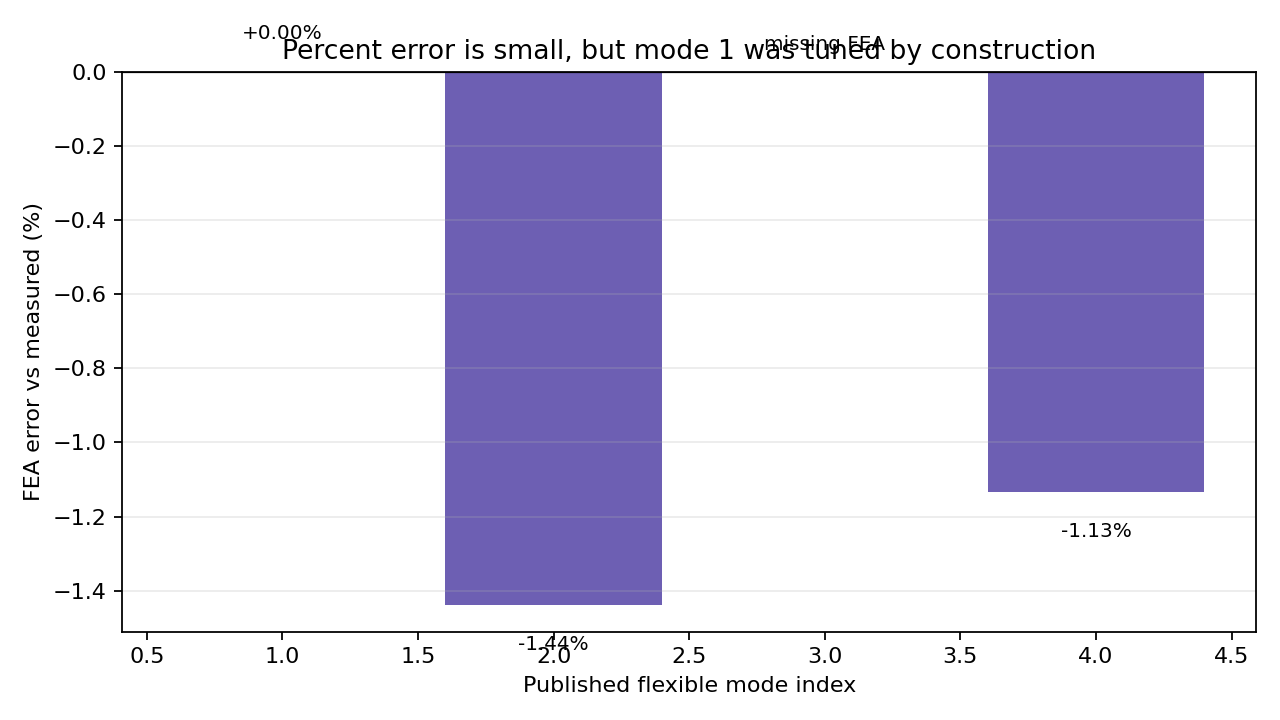 +0.00%
missing FEA
Percent error is small, but mode 1 was tuned by construction
0.0
−0.2
−0.4
−0.6
−0.8
−1.0
−1.2
−1.4
FEA error vs measured (%)
-1.13%
-1.44%
0.5 1.0 1.5 2.0 2.5 3.0 3.5 4.0 4.5
Published flexible mode index